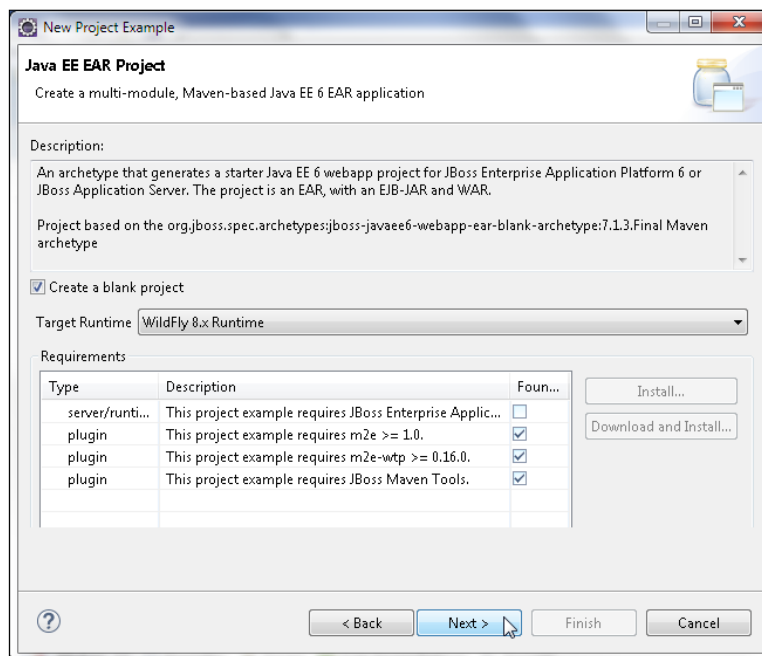 New Project Example
Java EE EAR Project
Create a multi-module, Maven-based Java EE 6 EAR application
Description:
An archetype that generates a starter Java EE 6 webapp project for JBoss Enterprise Application Platform 6 or
JBoss Application Server. The project is an EAR, with an EJB-JAR and WAR.
Project based on the org.jboss.spec.archetypes:jboss-javaee6-webapp-ear-blank-archetype:7.1.3.Final Maven
archetype
Create a blank project
Target Runtime WildFly 8.x Runtime
Requirements
Type Description Foun...
server/runti... This project example requires JBoss Enterprise Applic...
plugin This project example requires m2e >= 1.0.
plugin This project example requires m2e-wtp >= 0.16.0.
plugin This project example requires JBoss Maven Tools.
Install...
Download and Install...
< Back Next > Finish Cancel